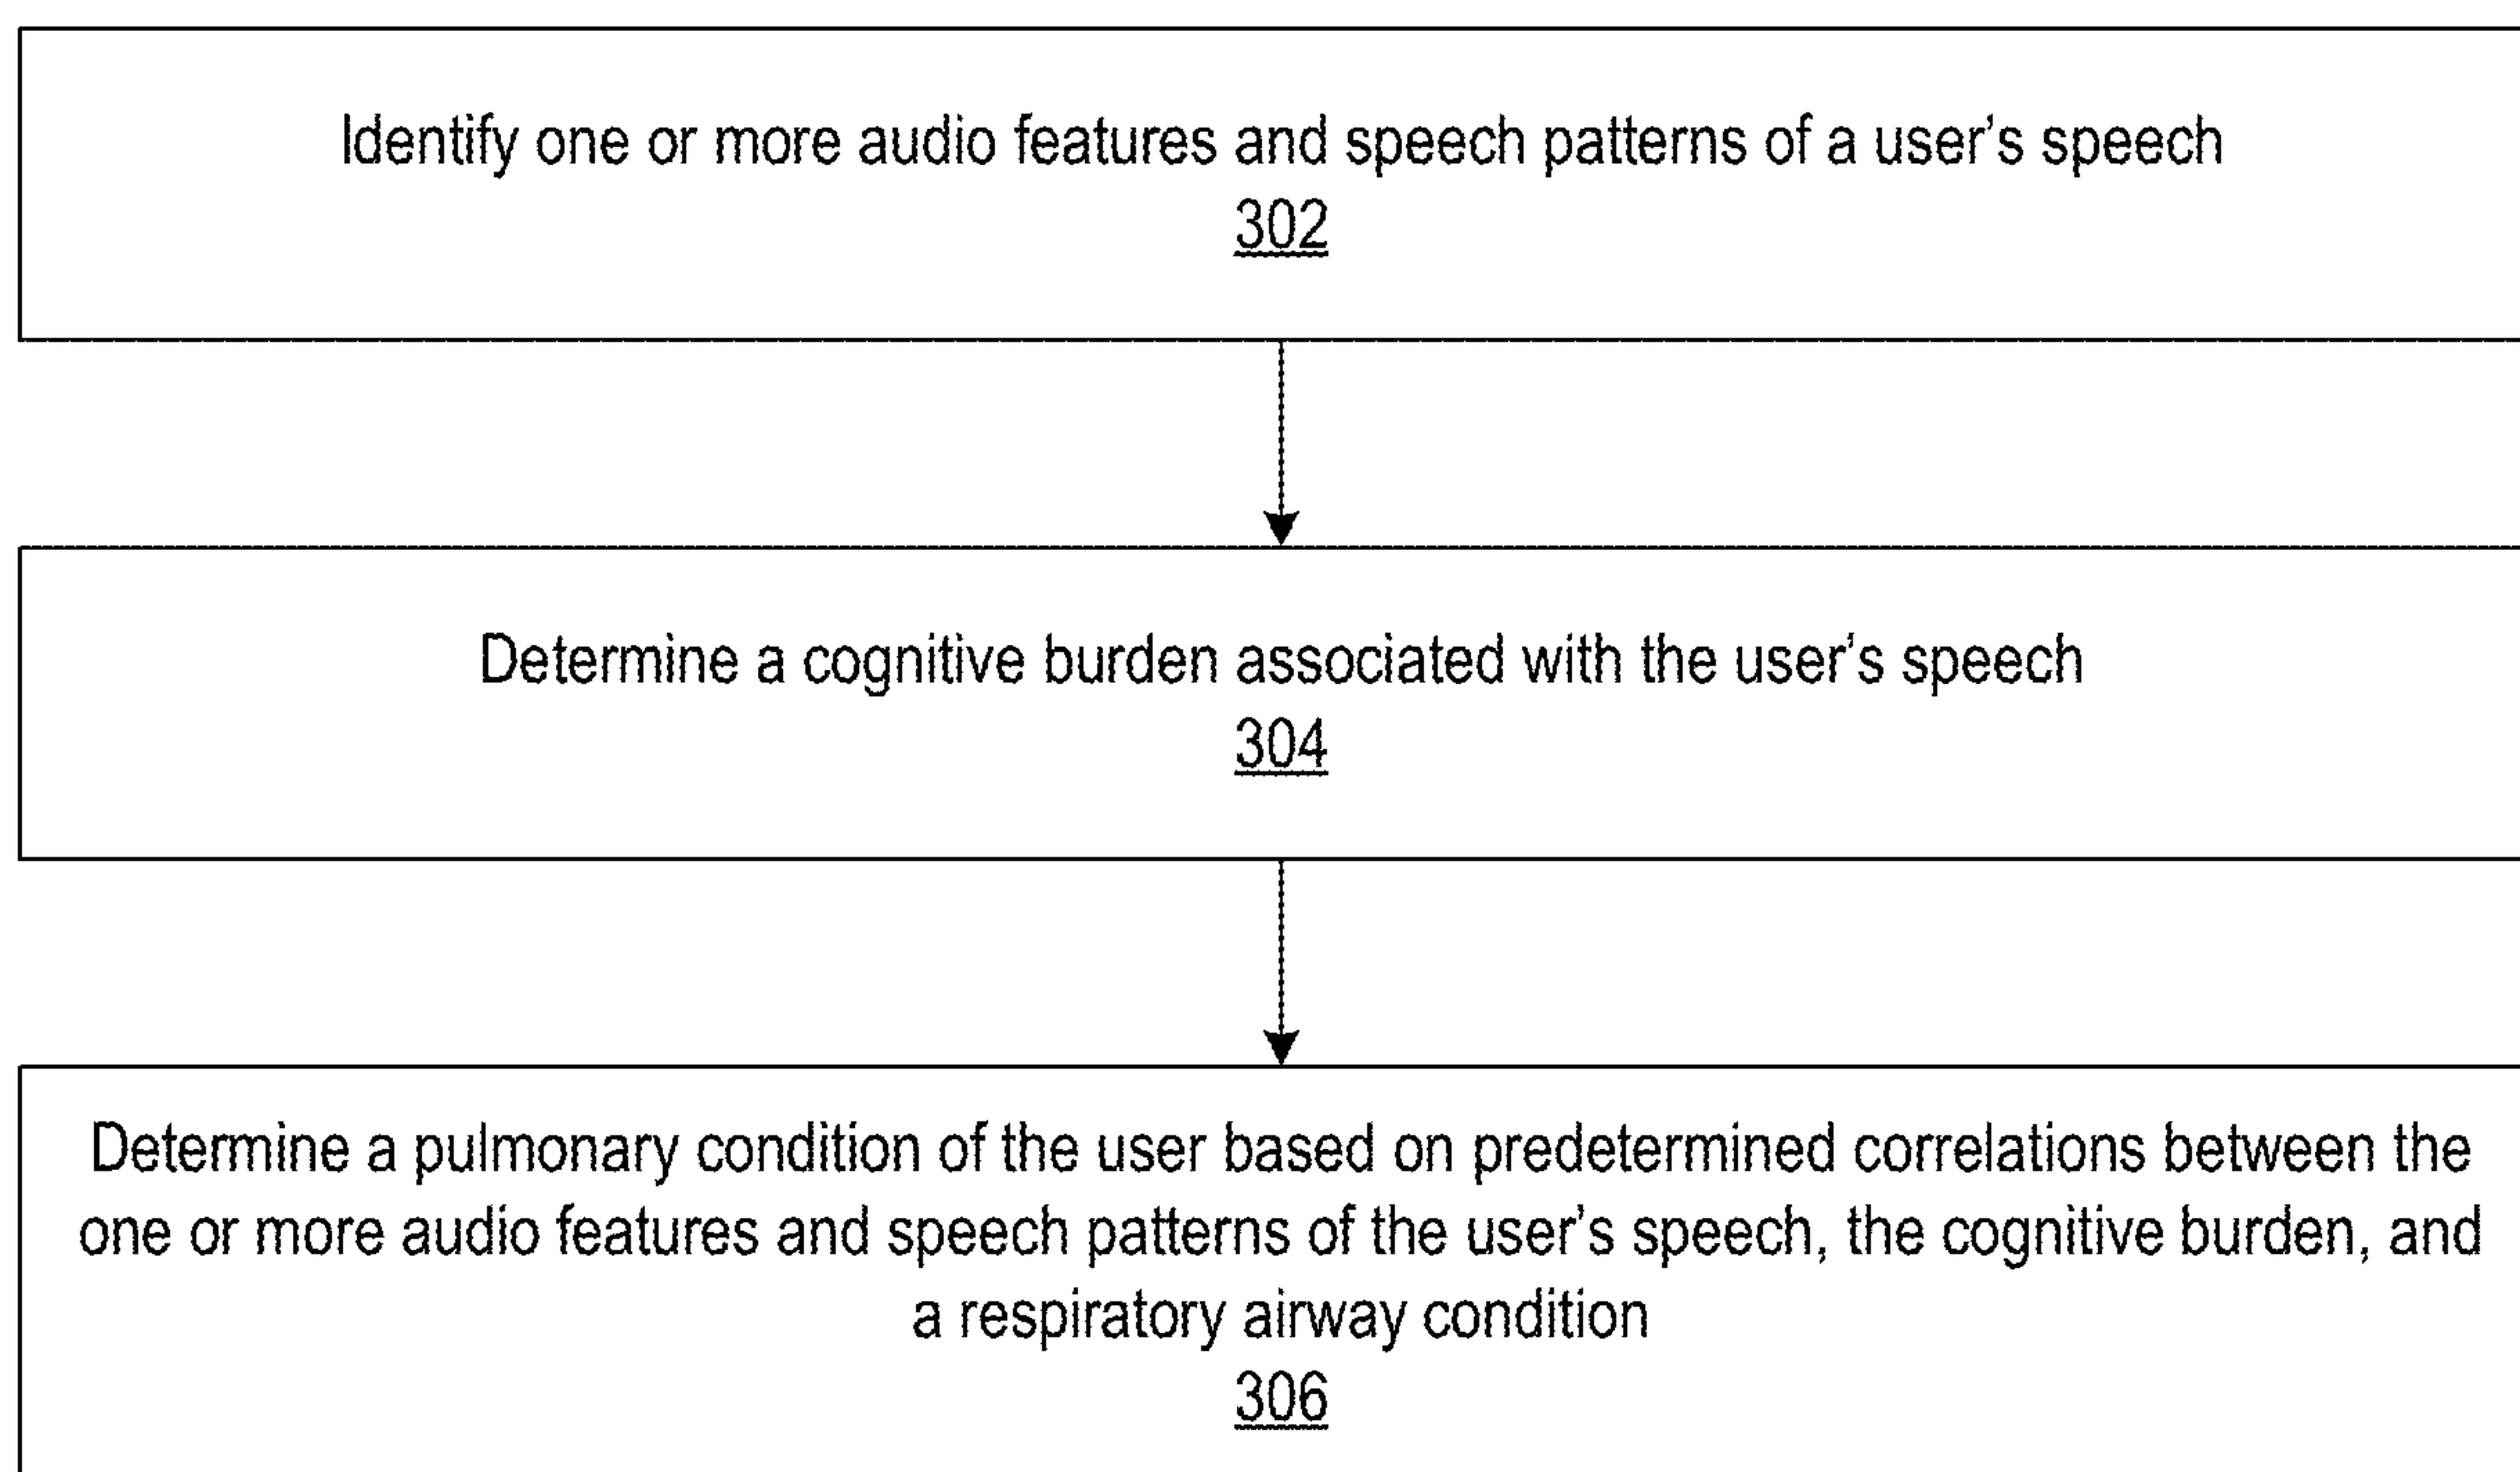 Identify one or more audio features and speech patterns of a user's speech
302
Determine a cognitive burden associated with the user's speech
304
Determine a pulmonary condition of the user based on predetermined correlations between the
one or more audio features and speech patterns of the user's speech, the cognitive burden, and
a respiratory airway condition
306